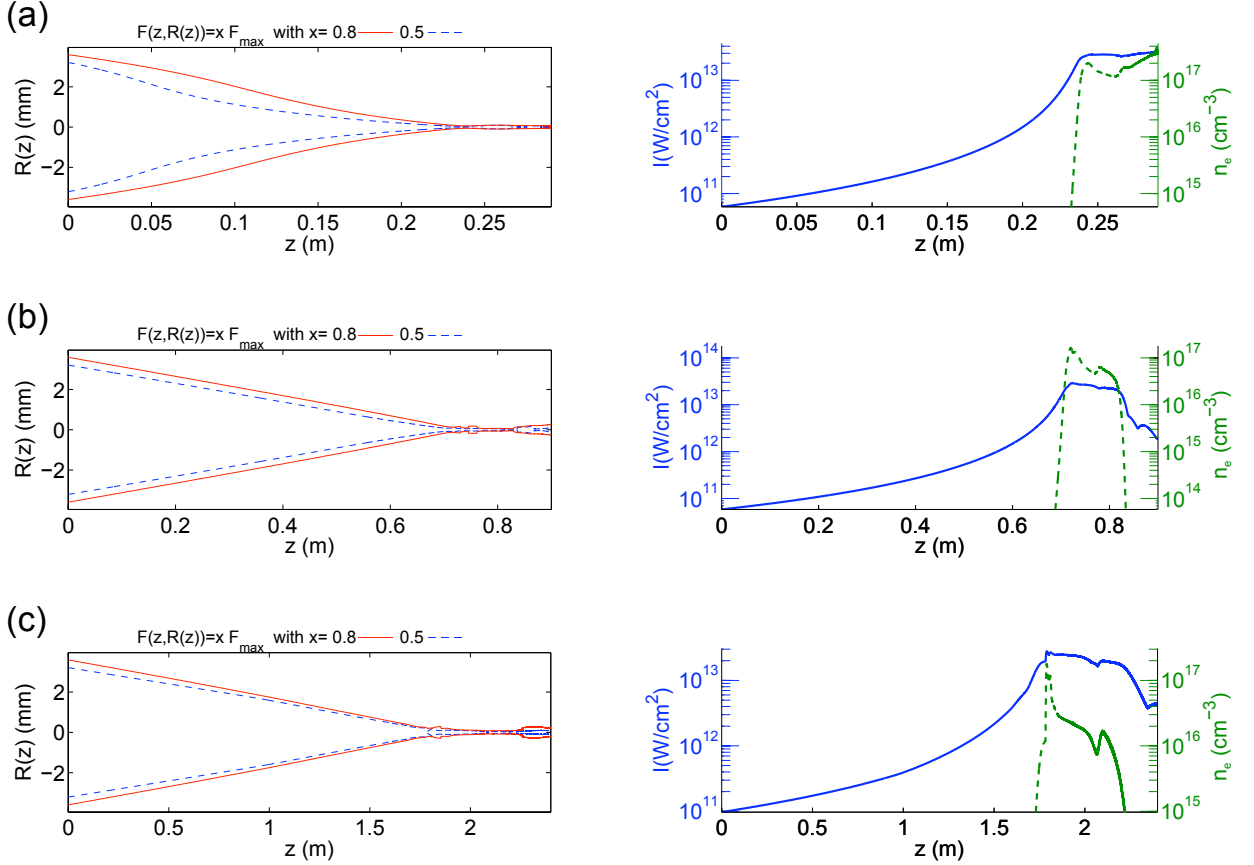 (a)
F(z,R(z))=x F_max with x= 0.8 0.5
R(z) (mm)
2
0
−2
0 0.05 0.1 0.15 0.2 0.25
z (m)
I(W/cm^2)
10^13
10^12
10^11
n_e (cm^−3)
10^17
10^16
10^15
0 0.05 0.1 0.15 0.2 0.25
z (m)
(b)
F(z,R(z))=x F_max with x= 0.8 0.5
R(z) (mm)
2
0
−2
0 0.2 0.4 0.6 0.8
z (m)
I(W/cm^2)
10^14
10^13
10^12
10^11
n_e (cm^−3)
10^17
10^16
10^15
10^14
0 0.2 0.4 0.6 0.8
z (m)
(c)
F(z,R(z))=x F_max with x= 0.8 0.5
R(z) (mm)
2
0
−2
0 0.5 1 1.5 2
z (m)
I(W/cm^2)
10^13
10^12
10^11
n_e (cm^−3)
10^17
10^16
10^15
0 0.5 1 1.5 2
z (m)